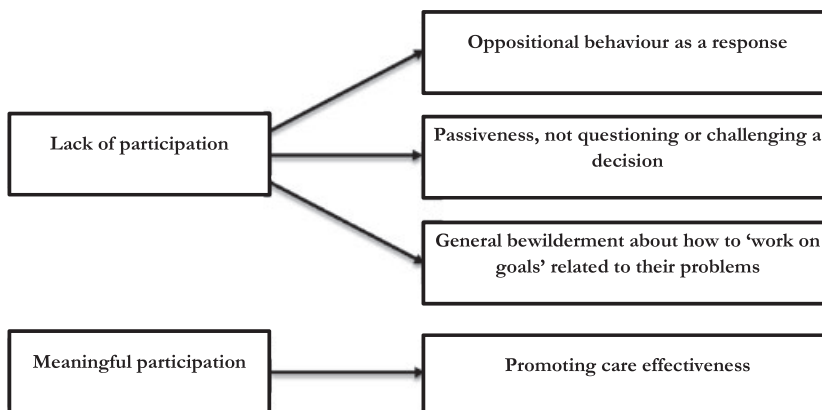 Oppositional behaviour as a response
Lack of participation
Passiveness, not questioning or challenging a
decision
General bewilderment about how to ‘work on
goals’ related to their problems
Meaningful participation
Promoting care effectiveness